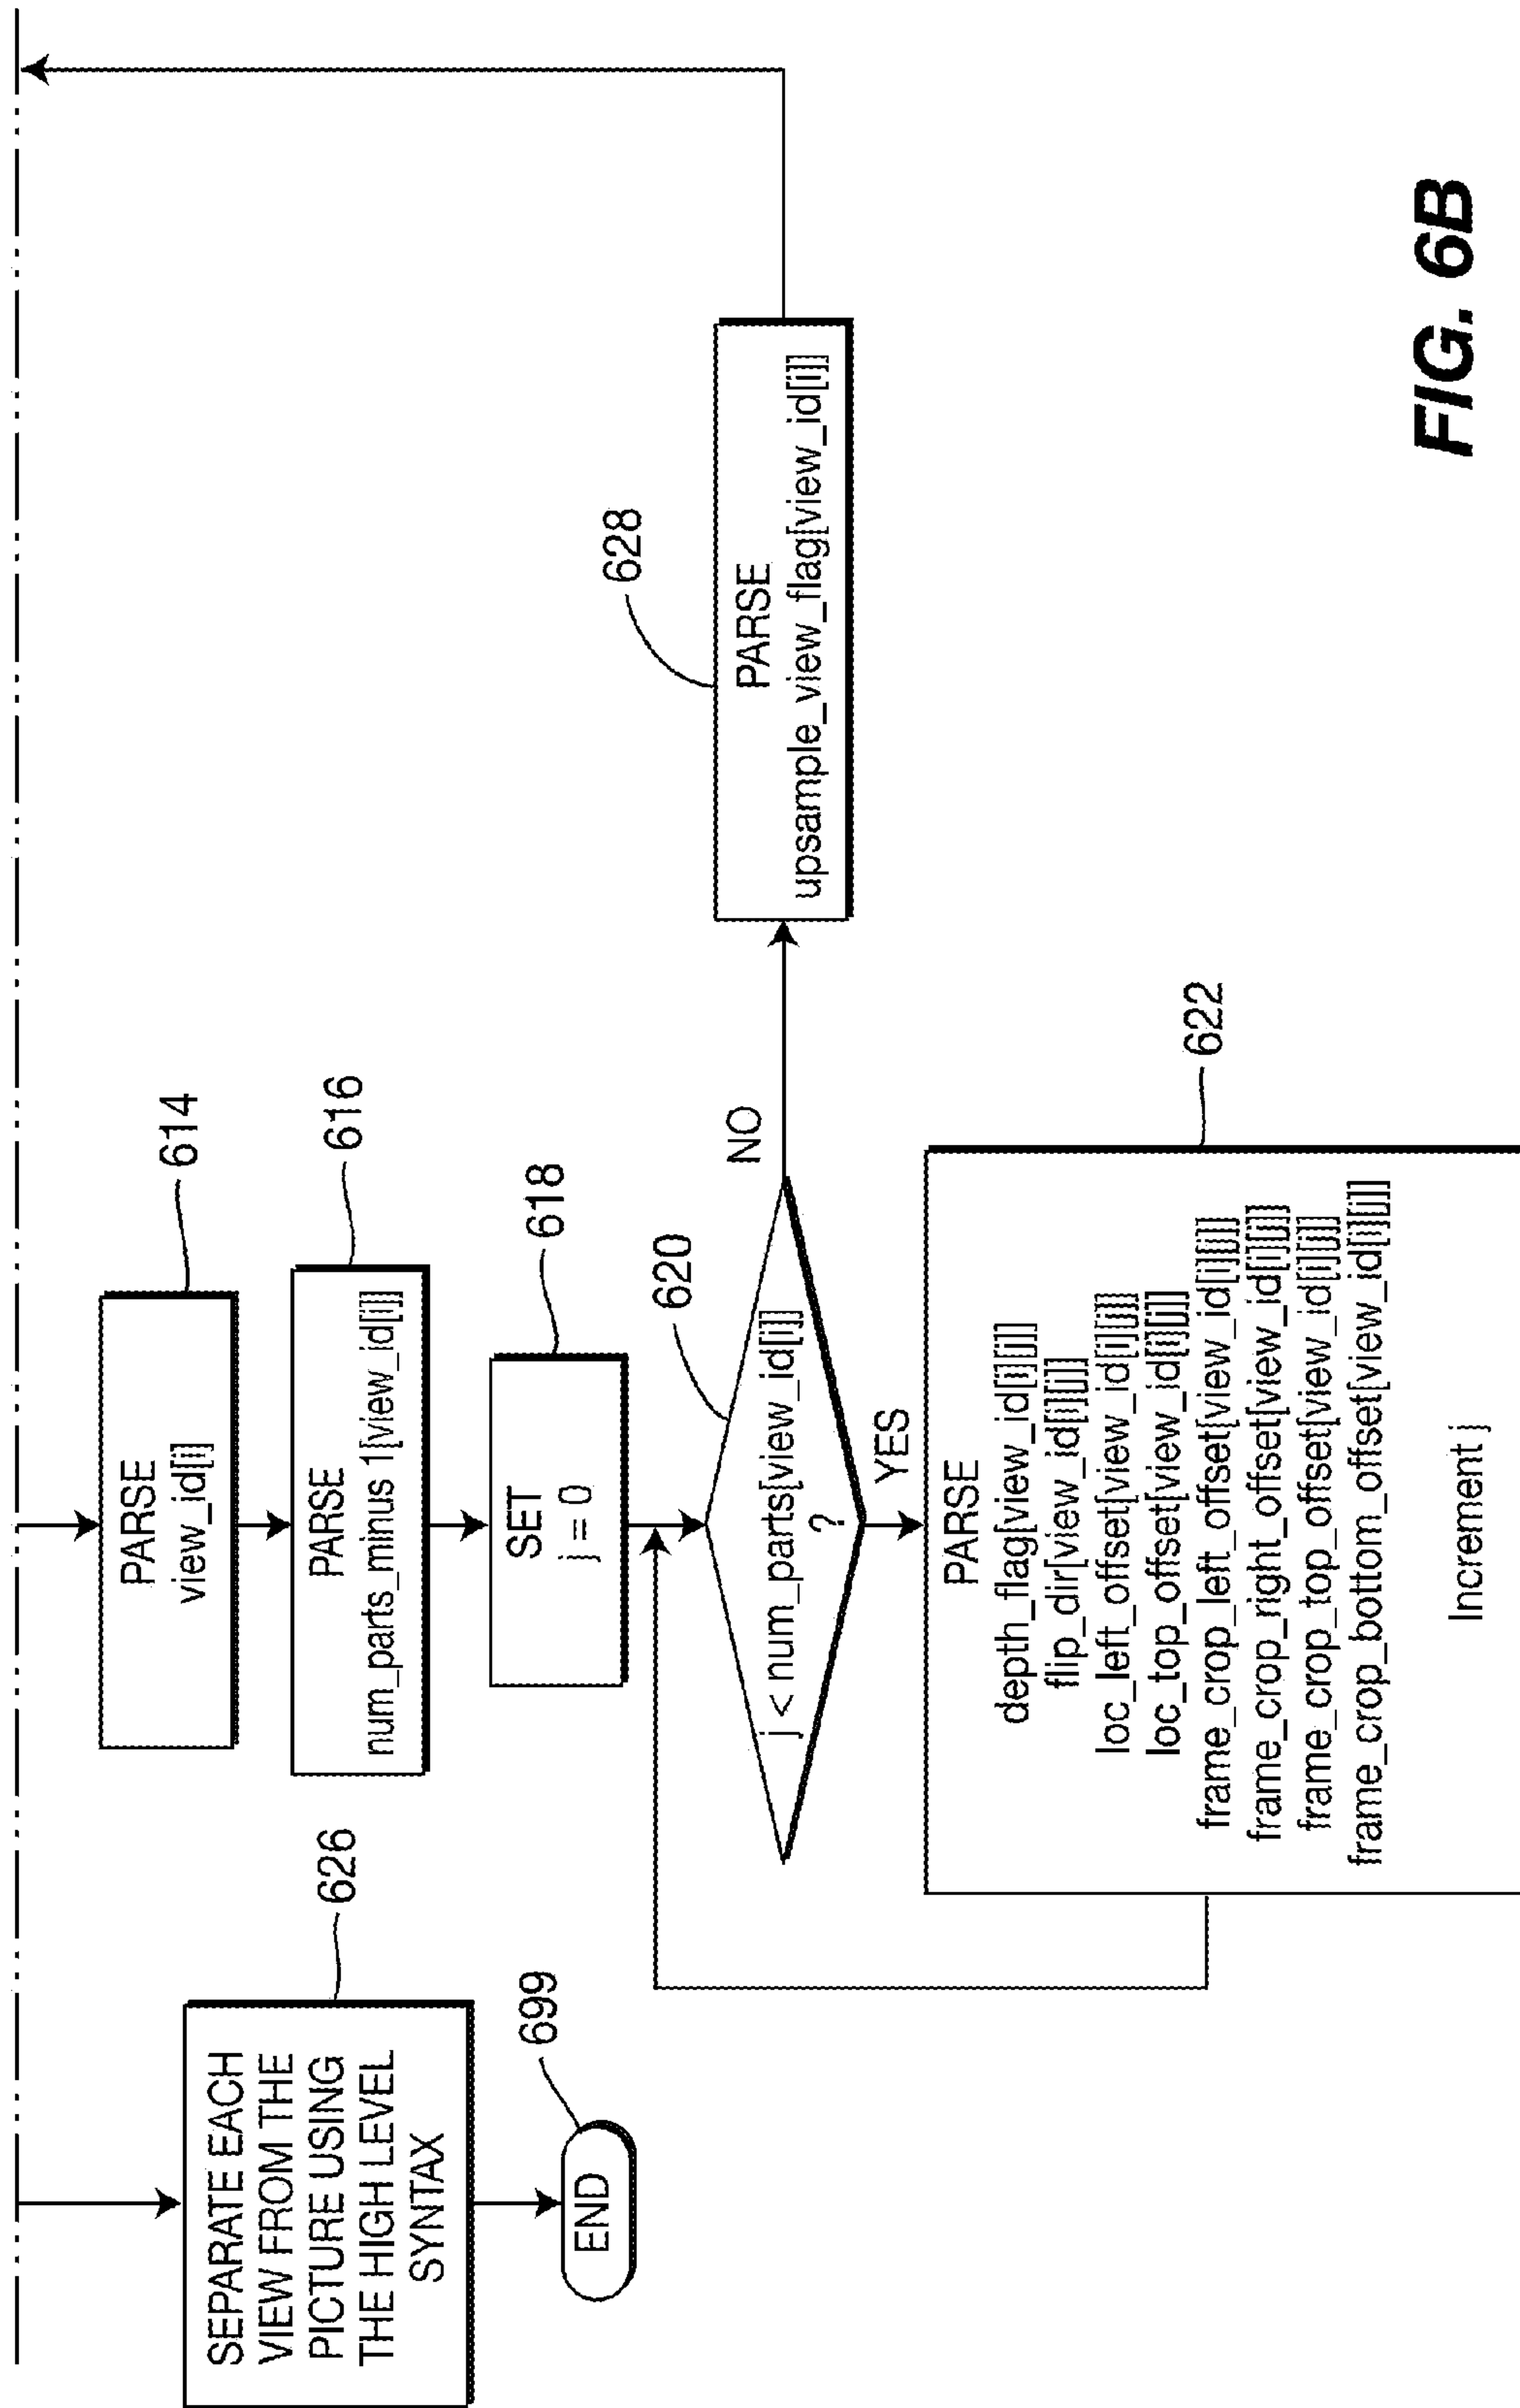 SEPARATE EACH
VIEW FROM THE
PICTURE USING
THE HIGH LEVEL
SYNTAX
626
END
699
PARSE
view_id[i]
614
PARSE
num_parts_minus 1[view_id[i]]
616
SET
j = 0
618
j < num_parts[view_id[i]]
?
620
NO
YES
PARSE
depth_flag[view_id[i][j]]
flip_dir[view_id[i][j]]
loc_left_offset[view_id[i][j]]
loc_top_offset[view_id[i][j]]
frame_crop_left_offset[view_id[i][j]]
frame_crop_right_offset[view_id[i][j]]
frame_crop_top_offset[view_id[i][j]]
frame_crop_bottom_offset[view_id[i][j]]
Increment j
622
PARSE
upsample_view_flag[view_id[i]]
628
FIG. 6B